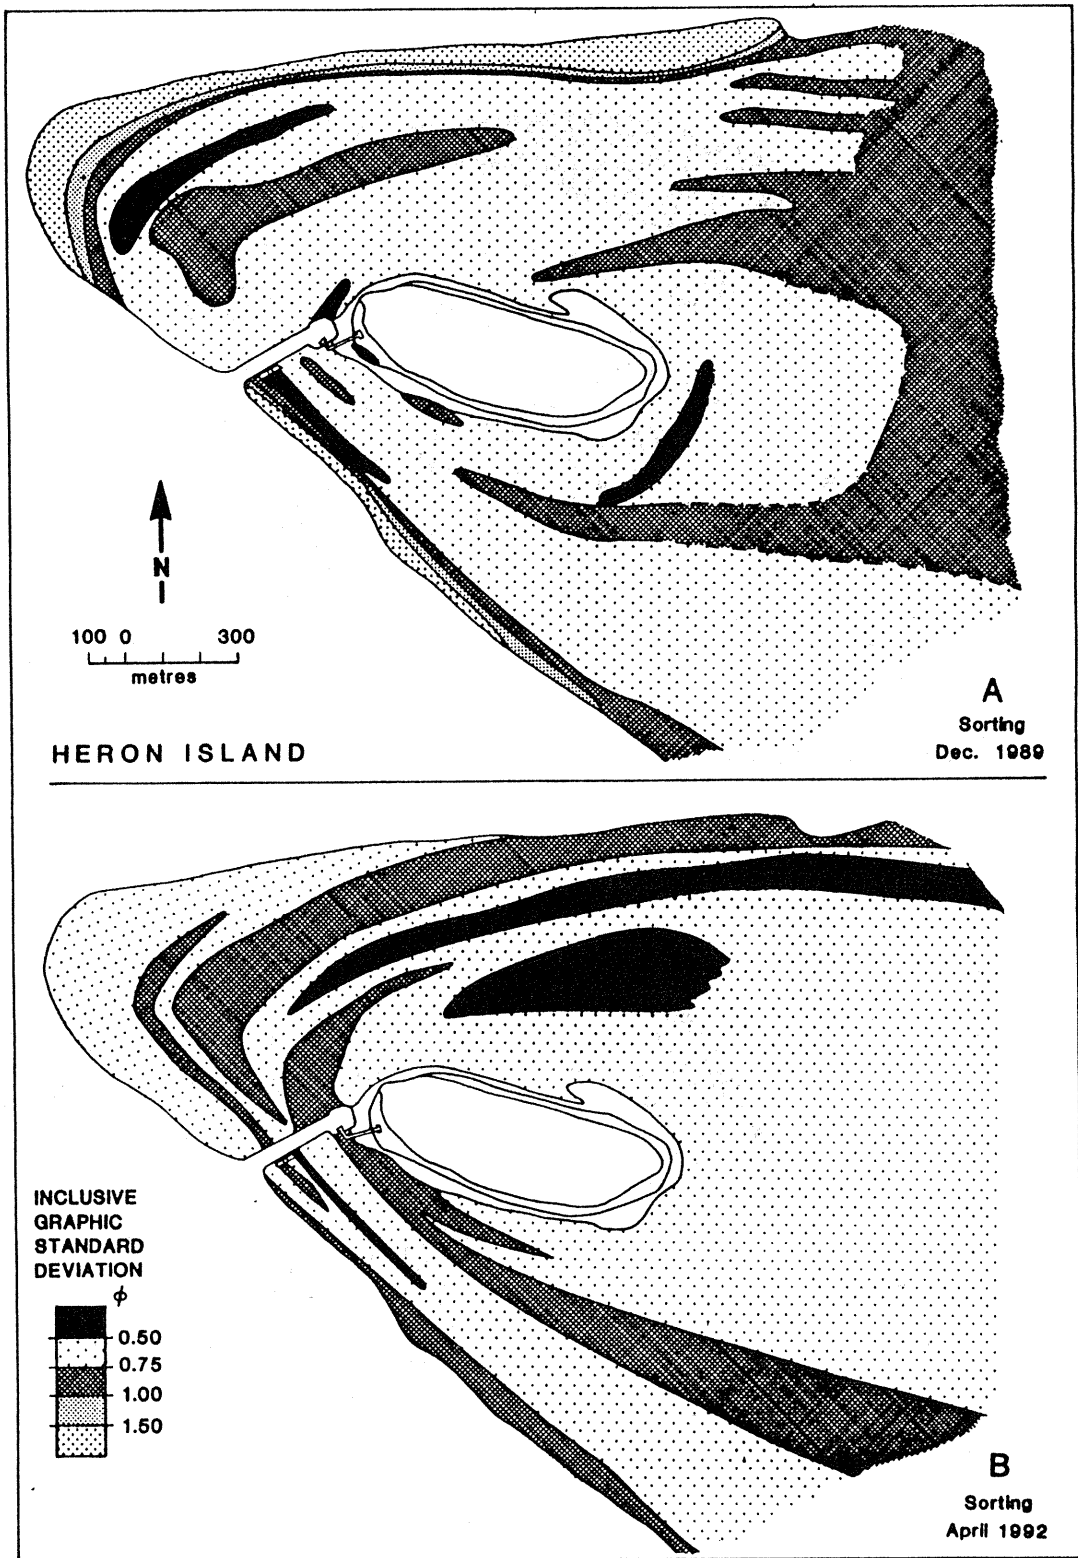 N
100 0 300
metres
HERON ISLAND
A
Sorting
Dec. 1989
INCLUSIVE
GRAPHIC
STANDARD
DEVIATION
ϕ
0.50
0.75
1.00
1.50
B
Sorting
April 1992